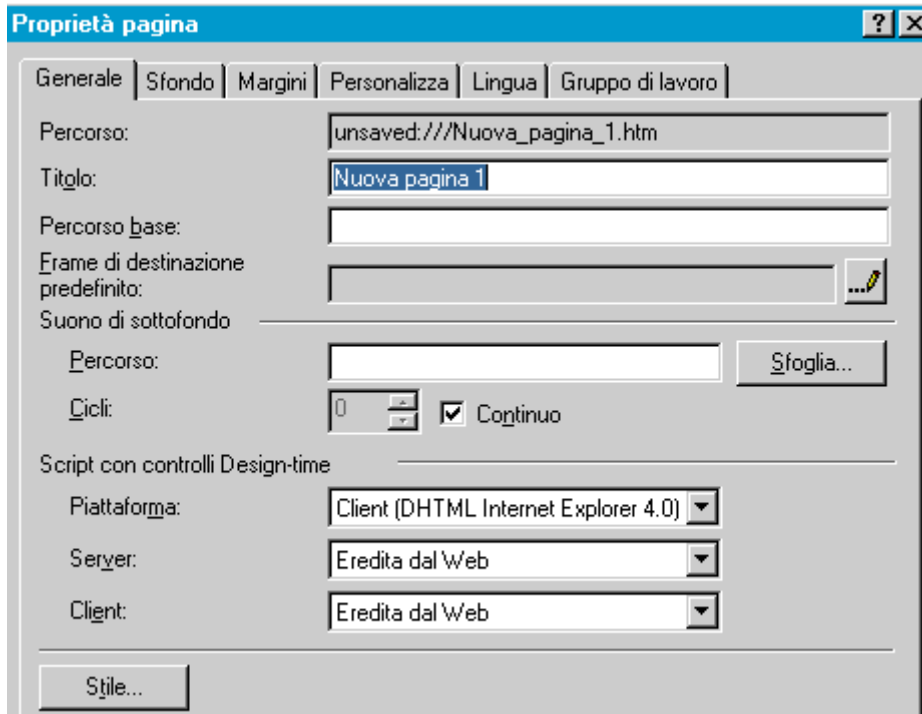 Proprietà pagina
Generale Sfondo Margini Personalizza Lingua Gruppo di lavoro
Percorso: unsaved:///Nuova_pagina_1.htm
Titolo: Nuova pagina 1
Percorso base:
Frame di destinazione
predefinito: ...
Suono di sottofondo
Percorso: Sfoglia...
Cicli: 0 Continuo
Script con controlli Design-time
Piattaforma: Client (DHTML Internet Explorer 4.0)
Server: Eredita dal Web
Client: Eredita dal Web
Stile...